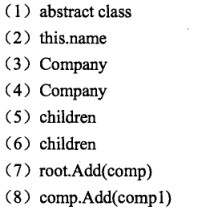 （1）abstract class
（2）this.name
（3）Company
（4）Company
（5）children
（6）children
（7）root.Add(comp)
（8）comp.Add(comp1)